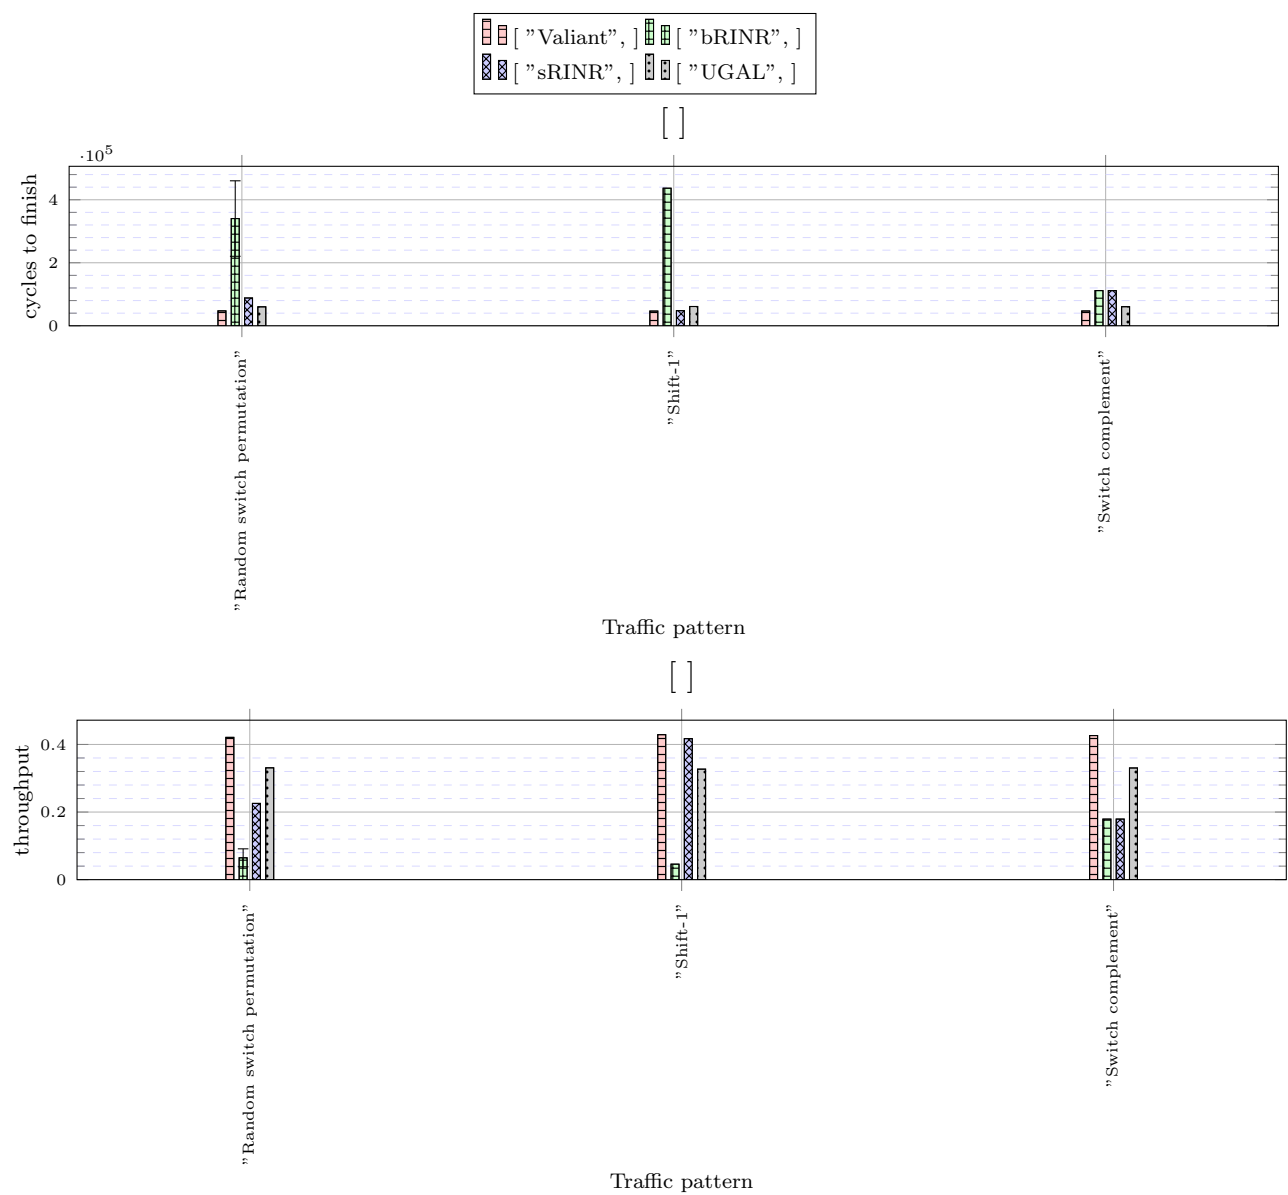 [ ”Valiant”, ] [ ”bRINR”, ]
[ ”sRINR”, ] [ ”UGAL”, ]
[ ]
·10^5
cycles to finish
4
2
0
”Random switch permutation”
”Shift-1”
”Switch complement”
Traffic pattern
[ ]
throughput
0.4
0.2
0
”Random switch permutation”
”Shift-1”
”Switch complement”
Traffic pattern